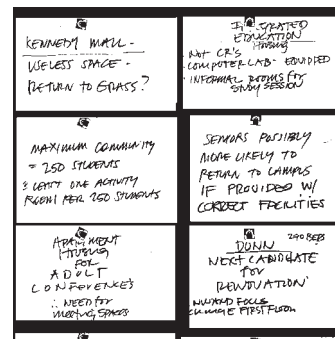 KENNEDY MALL -
USELESS SPACE -
RETURN TO GRASS?
INTEGRATED
EDUCATION
HOUSING
NOT CR'S
· COMPUTER LAB - EQUIPPED
· INFORMAL ROOMS for
STUDY SESSION
MAXIMUM COMMUNITY
= 250 STUDENTS
LEAST ONE ACTIVITY
ROOM PER 250 STUDENTS
SENIORS POSSIBLY
MORE LIKELY TO
RETURN TO CAMPUS
IF PROVIDED W/
CORRECT FACILITIES
APARTMENT
HOUSING
FOR
ADULT
CONFERENCES
∴ NEED for
MEETING SPACES
DUNN 290 BEDS
NEXT CANDIDATE
for
RENOVATION
CHANGE FIRST FLOOR